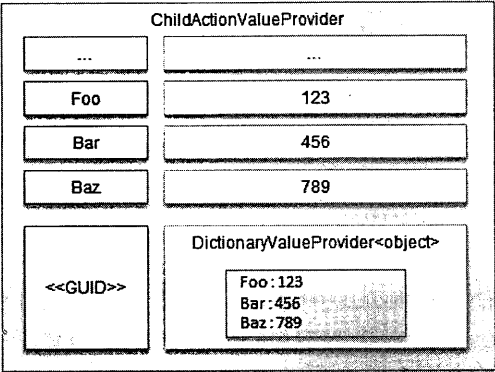 ChildActionValueProvider
... ...
Foo 123
Bar 456
Baz 789
<<GUID>> DictionaryValueProvider<object>
Foo:123
Bar:456
Baz:789